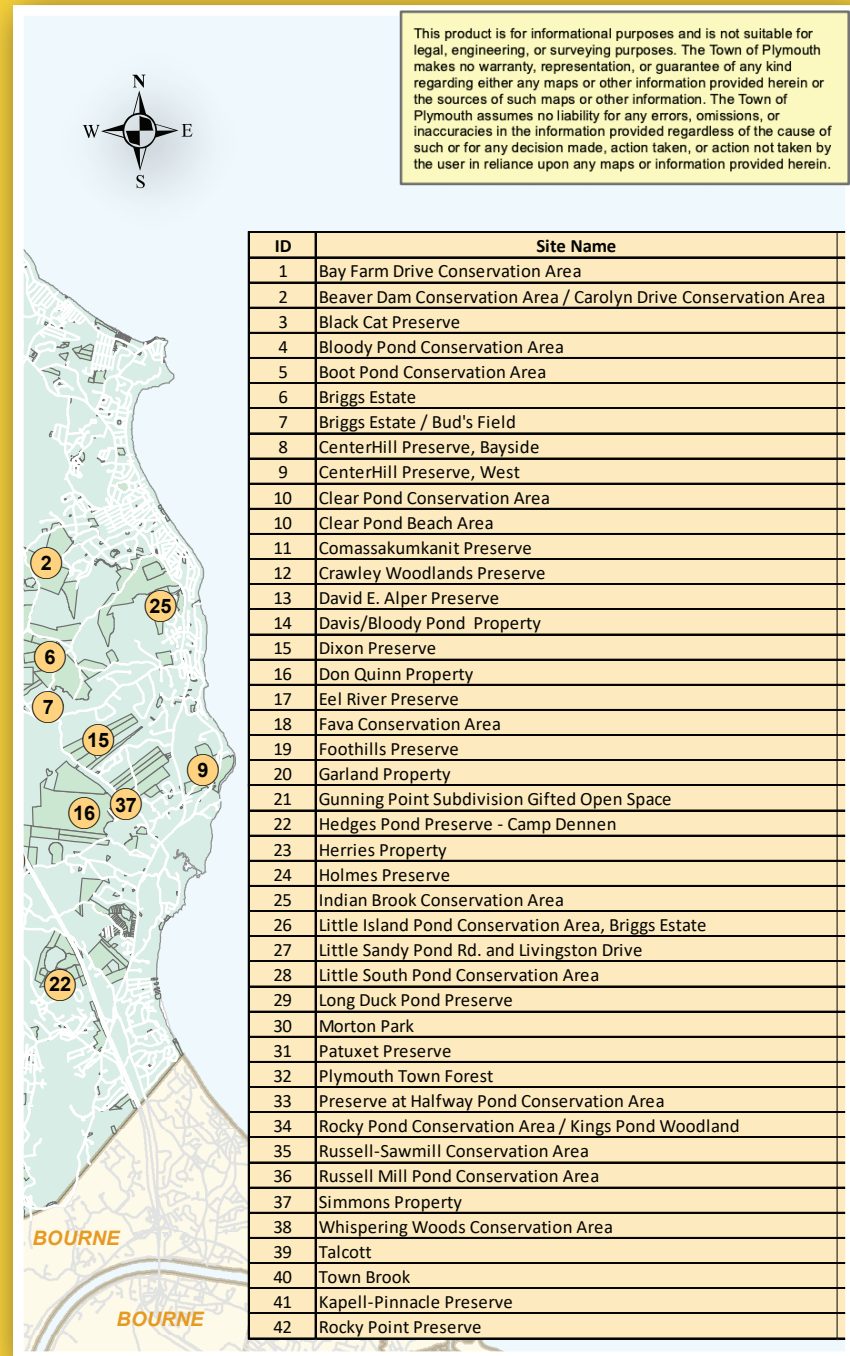 This product is for informational purposes and is not suitable for
legal, engineering, or surveying purposes. The Town of Plymouth
makes no warranty, representation, or guarantee of any kind
regarding either any maps or other information provided herein or
the sources of such maps or other information. The Town of
Plymouth assumes no liability for any errors, omissions, or
inaccuracies in the information provided regardless of the cause of
such or for any decision made, action taken, or action not taken by
the user in reliance upon any maps or information provided herein.
N
W E
S
ID Site Name
1 Bay Farm Drive Conservation Area
2 Beaver Dam Conservation Area / Carolyn Drive Conservation Area
3 Black Cat Preserve
4 Bloody Pond Conservation Area
5 Boot Pond Conservation Area
6 Briggs Estate
7 Briggs Estate / Bud's Field
8 CenterHill Preserve, Bayside
9 CenterHill Preserve, West
10 Clear Pond Conservation Area
10 Clear Pond Beach Area
11 Comassakumkanit Preserve
12 Crawley Woodlands Preserve
13 David E. Alper Preserve
14 Davis/Bloody Pond Property
15 Dixon Preserve
16 Don Quinn Property
17 Eel River Preserve
18 Fava Conservation Area
19 Foothills Preserve
20 Garland Property
21 Gunning Point Subdivision Gifted Open Space
22 Hedges Pond Preserve - Camp Dennen
23 Herries Property
24 Holmes Preserve
25 Indian Brook Conservation Area
26 Little Island Pond Conservation Area, Briggs Estate
27 Little Sandy Pond Rd. and Livingston Drive
28 Little South Pond Conservation Area
29 Long Duck Pond Preserve
30 Morton Park
31 Patuxet Preserve
32 Plymouth Town Forest
33 Preserve at Halfway Pond Conservation Area
34 Rocky Pond Conservation Area / Kings Pond Woodland
35 Russell-Sawmill Conservation Area
36 Russell Mill Pond Conservation Area
37 Simmons Property
38 Whispering Woods Conservation Area
39 Talcott
40 Town Brook
41 Kapell-Pinnacle Preserve
42 Rocky Point Preserve
2
25
6
7
15
9
16
37
22
BOURNE
BOURNE